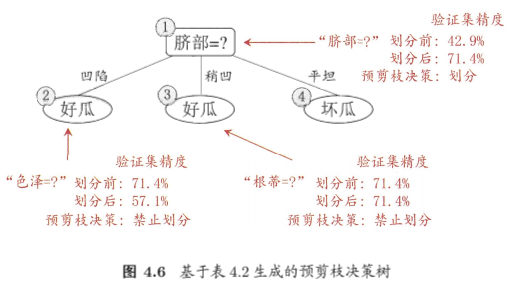 验证集精度
① 脐部=? “脐部=?” 划分前: 42.9%
划分后: 71.4%
预剪枝决策: 划分
凹陷 稍凹 平坦
② 好瓜 ③ 好瓜 ④ 坏瓜
验证集精度
“色泽=?” 划分前: 71.4%
划分后: 57.1%
预剪枝决策: 禁止划分
验证集精度
“根蒂=?” 划分前: 71.4%
划分后: 71.4%
预剪枝决策: 禁止划分
图 4.6 基于表 4.2 生成的预剪枝决策树